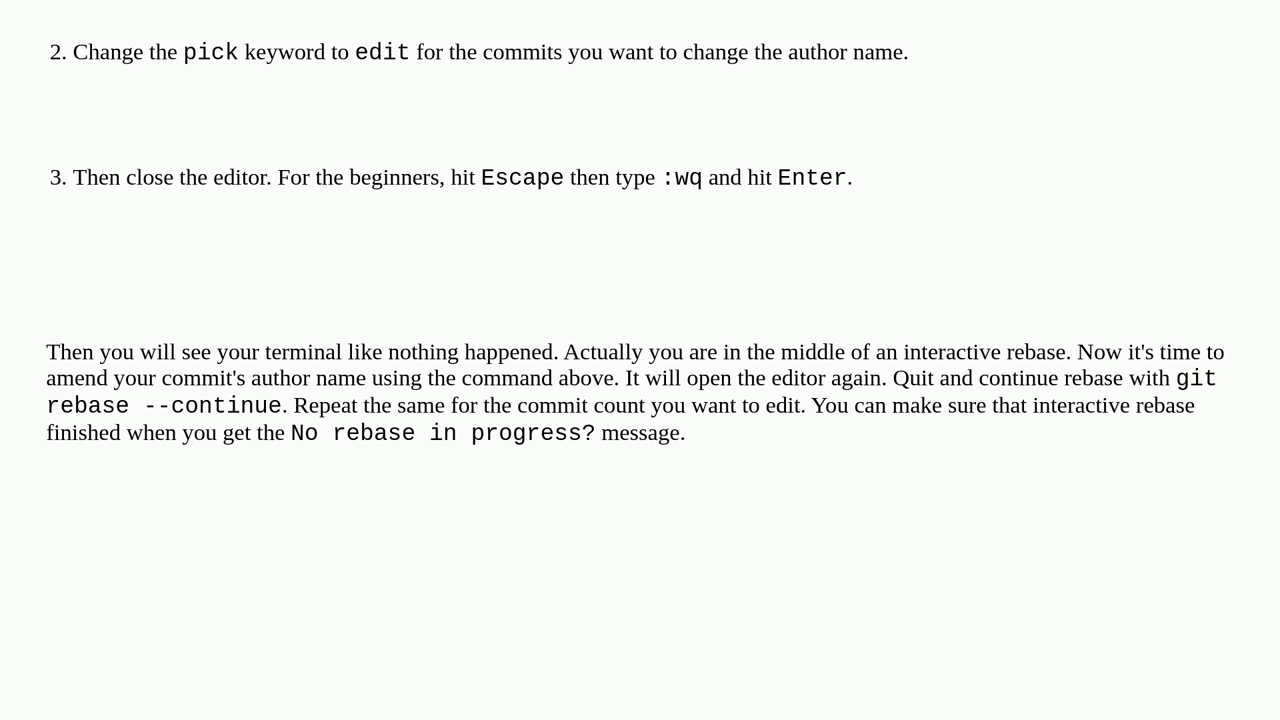 2. Change the pick keyword to edit for the commits you want to change the author name.
3. Then close the editor. For the beginners, hit Escape then type :wq and hit Enter.
Then you will see your terminal like nothing happened. Actually you are in the middle of an interactive rebase. Now it's time to
amend your commit's author name using the command above. It will open the editor again. Quit and continue rebase with git
rebase --continue. Repeat the same for the commit count you want to edit. You can make sure that interactive rebase
finished when you get the No rebase in progress? message.